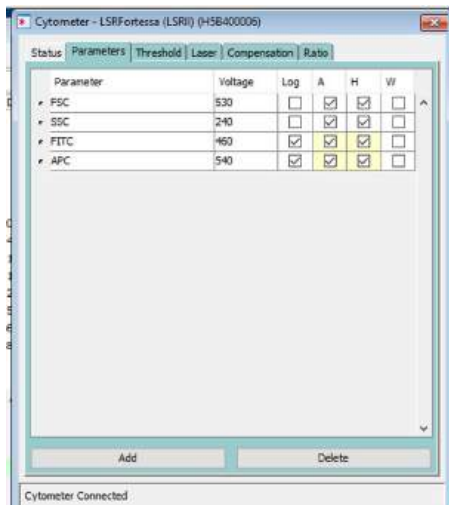 Cytometer - LSRFortessa (LSRII) (H5B400006)
Status Parameters Threshold Laser Compensation Ratio
Parameter Voltage Log A H W
FSC 530
SSC 240
FITC 460
APC 540
Add Delete
Cytometer Connected